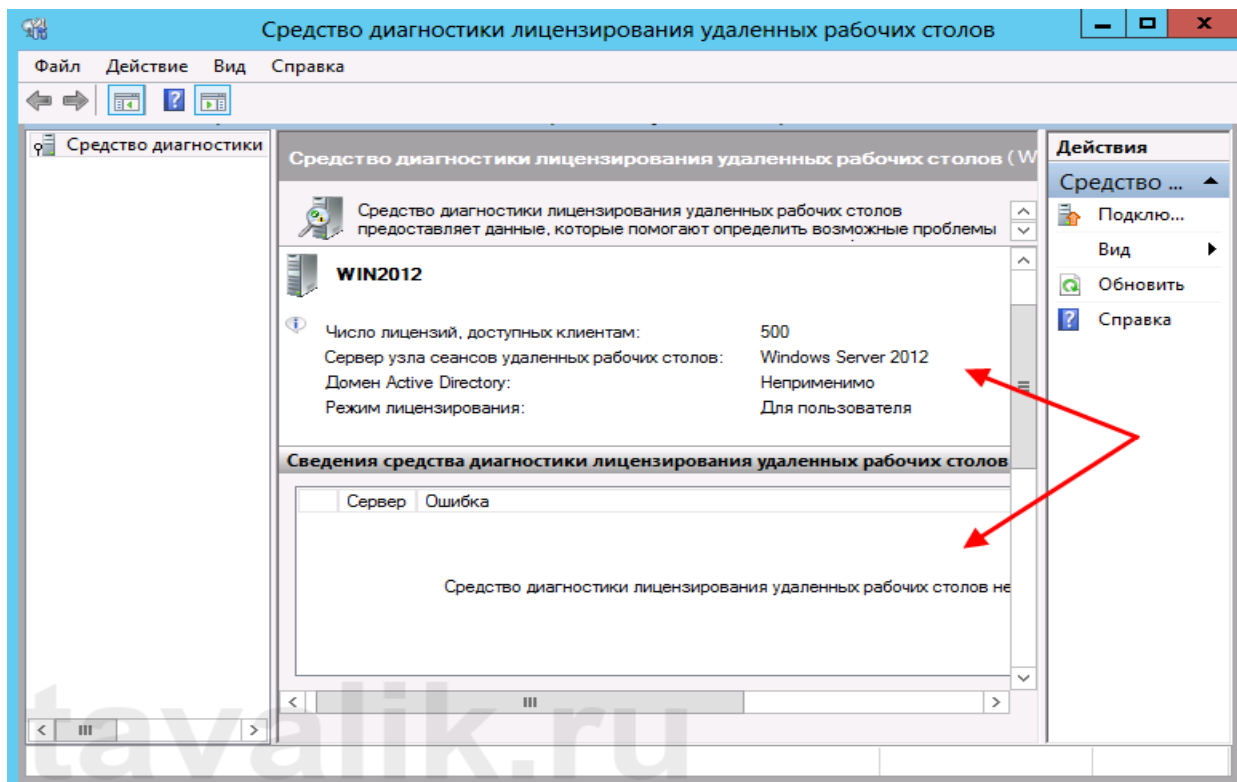 Средство диагностики лицензирования удаленных рабочих столов
Файл Действие Вид Справка
Средство диагностики
Средство диагностики лицензирования удаленных рабочих столов (W
Средство диагностики лицензирования удаленных рабочих столов
предоставляет данные, которые помогают определить возможные проблемы
WIN2012
Число лицензий, доступных клиентам: 500
Сервер узла сеансов удаленных рабочих столов: Windows Server 2012
Домен Active Directory: Неприменимо
Режим лицензирования: Для пользователя
Сведения средства диагностики лицензирования удаленных рабочих столов
Сервер Ошибка
Средство диагностики лицензирования удаленных рабочих столов не
Действия
Средство ...
Подклю...
Вид
Обновить
Справка
tavalik.ru